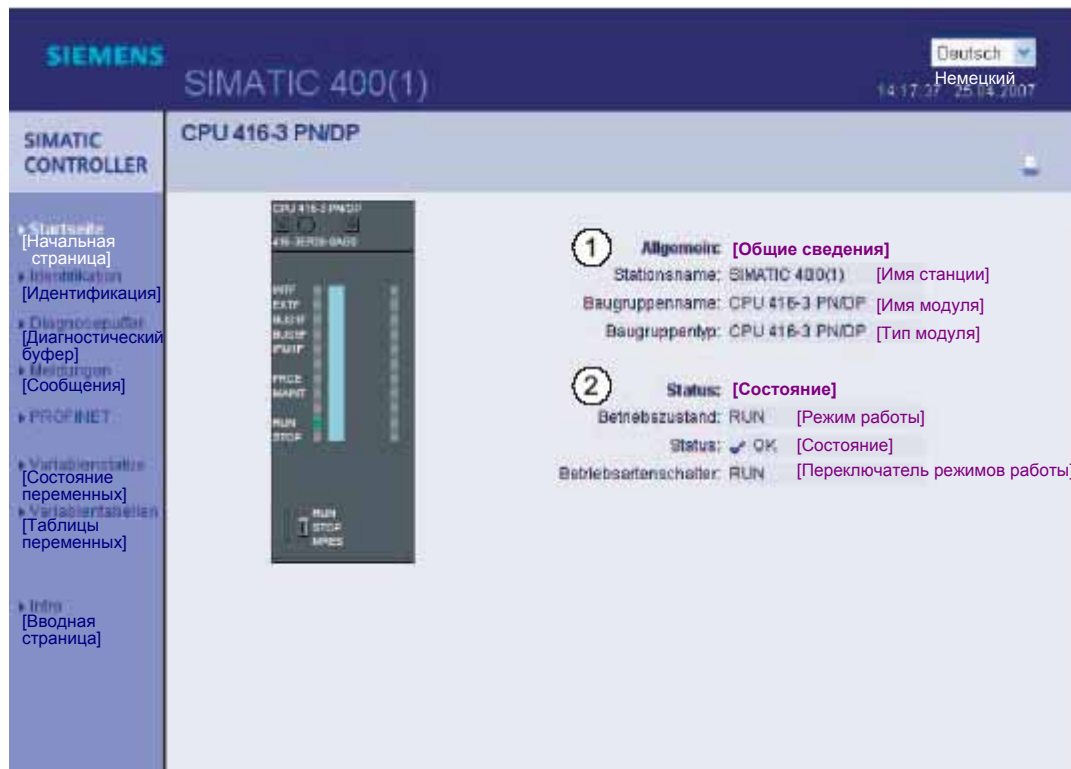 SIEMENS
SIMATIC 400(1)
Deutsch
Немецкий
14:17:37 25.04.2007
SIMATIC
CONTROLLER
CPU 416-3 PN/DP
Startseite
[Начальная
страница]
Identifikation
[Идентификация]
Diagnosepuffer
[Диагностический
буфер]
Meldungen
[Сообщения]
PROFINET
Variablenstatus
[Состояние
переменных]
Variablentabellen
[Таблицы
переменных]
Intro
[Вводная
страница]
CPU 416-3 PN/DP
INTF
EXTF
BUS1F
BUS5F
IFM1F
FRCE
MAINT
RUN
STOP
RUN
STOP
MRES
1
Allgemein: [Общие сведения]
Stationsname: SIMATIC 400(1) [Имя станции]
Baugruppenname: CPU 416-3 PN/DP [Имя модуля]
Baugruppentyp: CPU 416-3 PN/DP [Тип модуля]
2
Status: [Состояние]
Betriebszustand: RUN [Режим работы]
Status: OK [Состояние]
Betriebsartenschalter: RUN [Переключатель режимов работы]